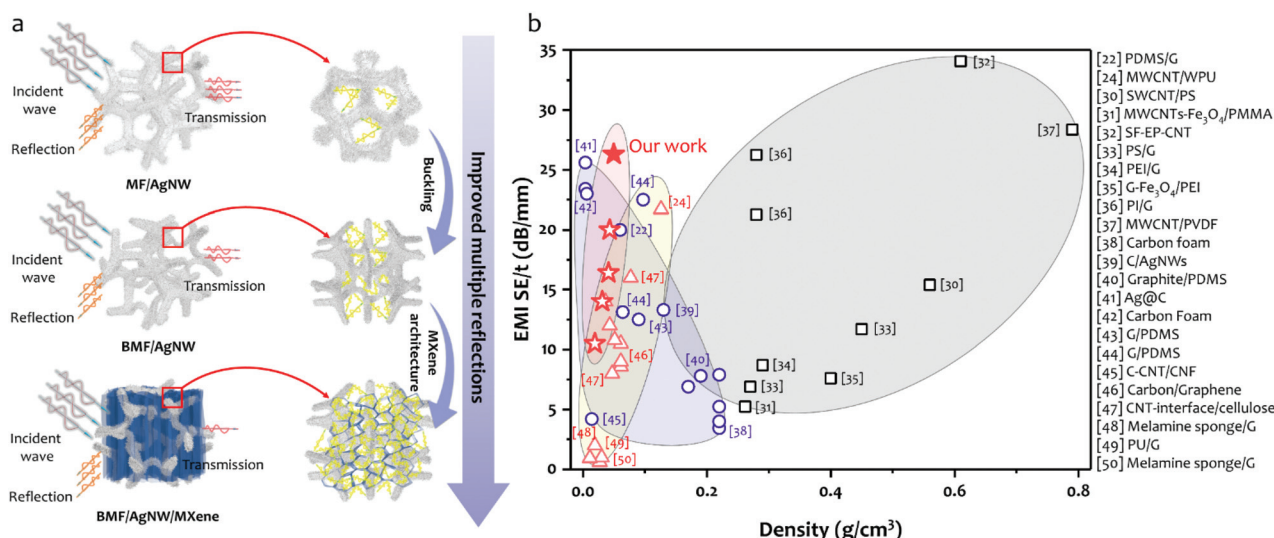 a
Incident
wave
Reflection
Transmission
MF/AgNW
Buckling
Incident
wave
Reflection
Transmission
BMF/AgNW
MXene
architecture
Incident
wave
Reflection
Transmission
BMF/AgNW/MXene
Improved multiple reflections
b
EMI SE/t (dB/mm)
35
30
25
20
15
10
5
0
0.0
0.2
0.4
0.6
0.8
Density (g/cm³)
Our work
[41]
[42]
[44]
[24]
[22]
[47]
[44]
[43]
[39]
[46]
[47]
[40]
[45]
[38]
[48]
[49]
[50]
[32]
[37]
[36]
[36]
[30]
[33]
[34]
[33]
[35]
[31]
[22] PDMS/G
[24] MWCNT/WPU
[30] SWCNT/PS
[31] MWCNTs-Fe₃O₄/PMMA
[32] SF-EP-CNT
[33] PS/G
[34] PEI/G
[35] G-Fe₃O₄/PEI
[36] PI/G
[37] MWCNT/PVDF
[38] Carbon foam
[39] C/AgNWs
[40] Graphite/PDMS
[41] Ag@C
[42] Carbon Foam
[43] G/PDMS
[44] G/PDMS
[45] C-CNT/CNF
[46] Carbon/Graphene
[47] CNT-interface/cellulose
[48] Melamine sponge/G
[49] PU/G
[50] Melamine sponge/G